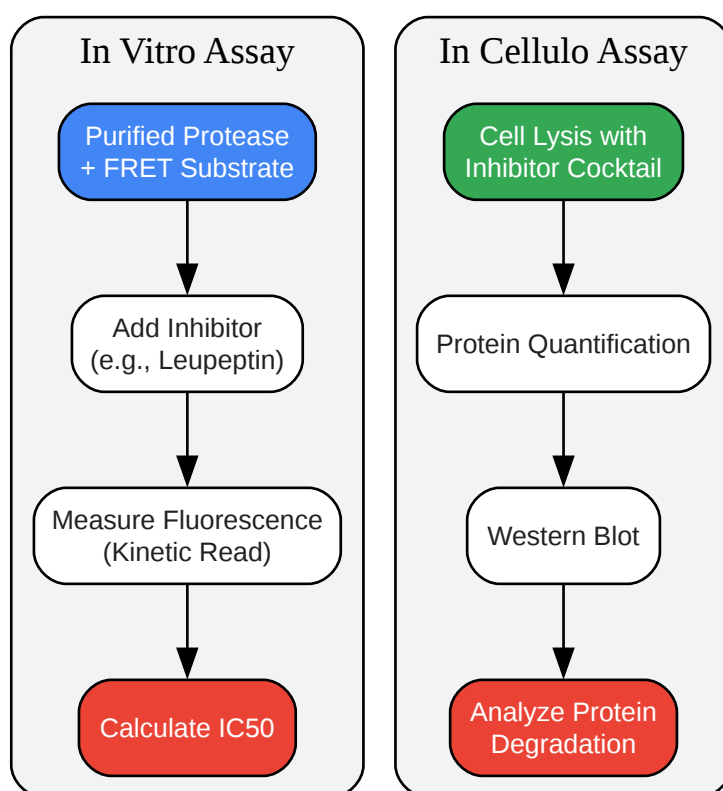 In Vitro Assay
Purified Protease
+ FRET Substrate
Add Inhibitor
(e.g., Leupeptin)
Measure Fluorescence
(Kinetic Read)
Calculate IC50
In Cellulo Assay
Cell Lysis with
Inhibitor Cocktail
Protein Quantification
Western Blot
Analyze Protein
Degradation